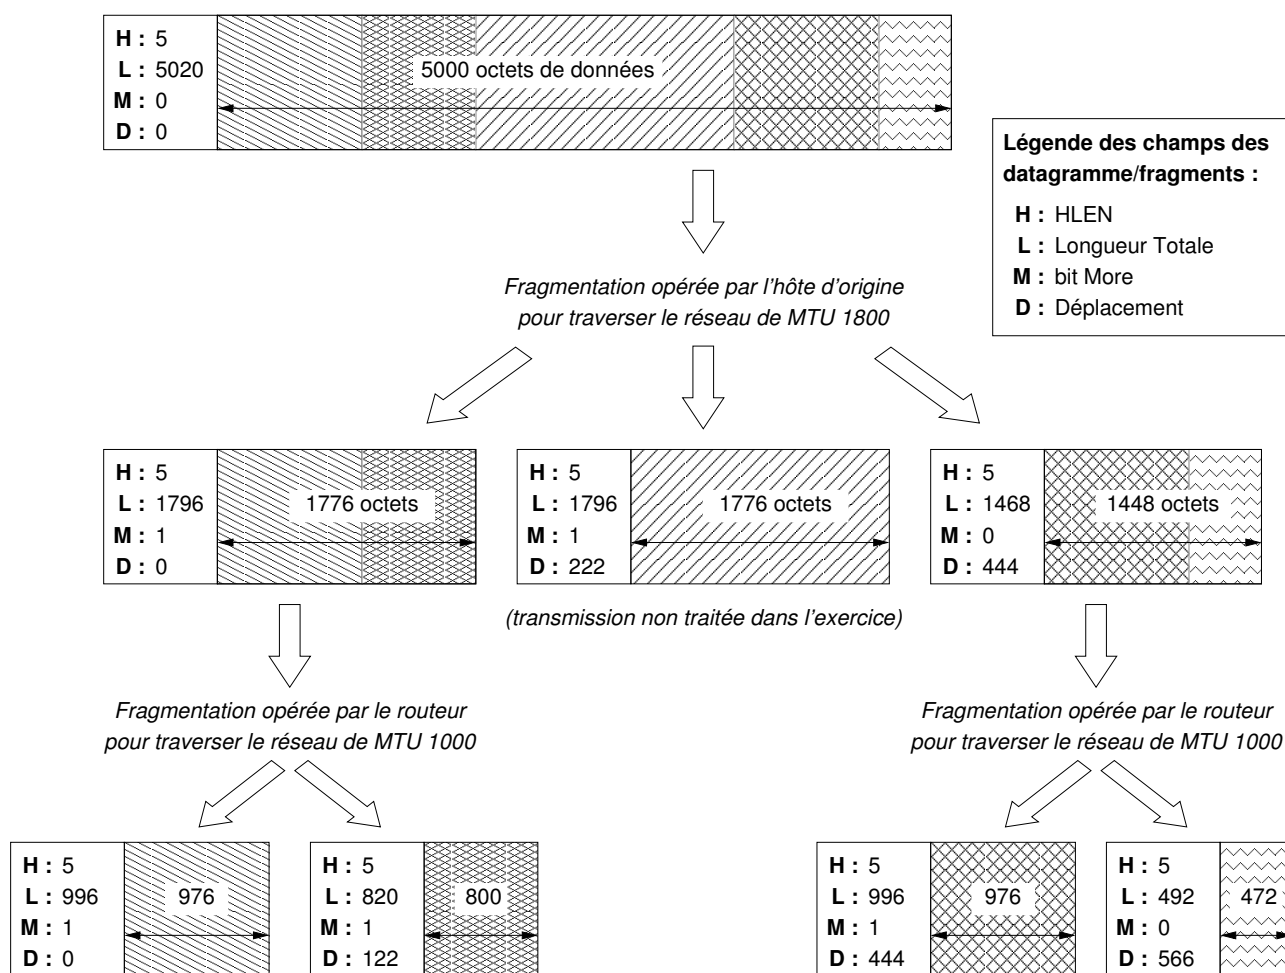 H : 5
L : 5020
M : 0
D : 0
5000 octets de données
Légende des champs des
datagramme/fragments :
H : HLEN
L : Longueur Totale
M : bit More
D : Déplacement
Fragmentation opérée par l'hôte d'origine
pour traverser le réseau de MTU 1800
H : 5
L : 1796
M : 1
D : 0
1776 octets
H : 5
L : 1796
M : 1
D : 222
1776 octets
H : 5
L : 1468
M : 0
D : 444
1448 octets
(transmission non traitée dans l'exercice)
Fragmentation opérée par le routeur
pour traverser le réseau de MTU 1000
Fragmentation opérée par le routeur
pour traverser le réseau de MTU 1000
H : 5
L : 996
M : 1
D : 0
976
H : 5
L : 820
M : 1
D : 122
800
H : 5
L : 996
M : 1
D : 444
976
H : 5
L : 492
M : 0
D : 566
472